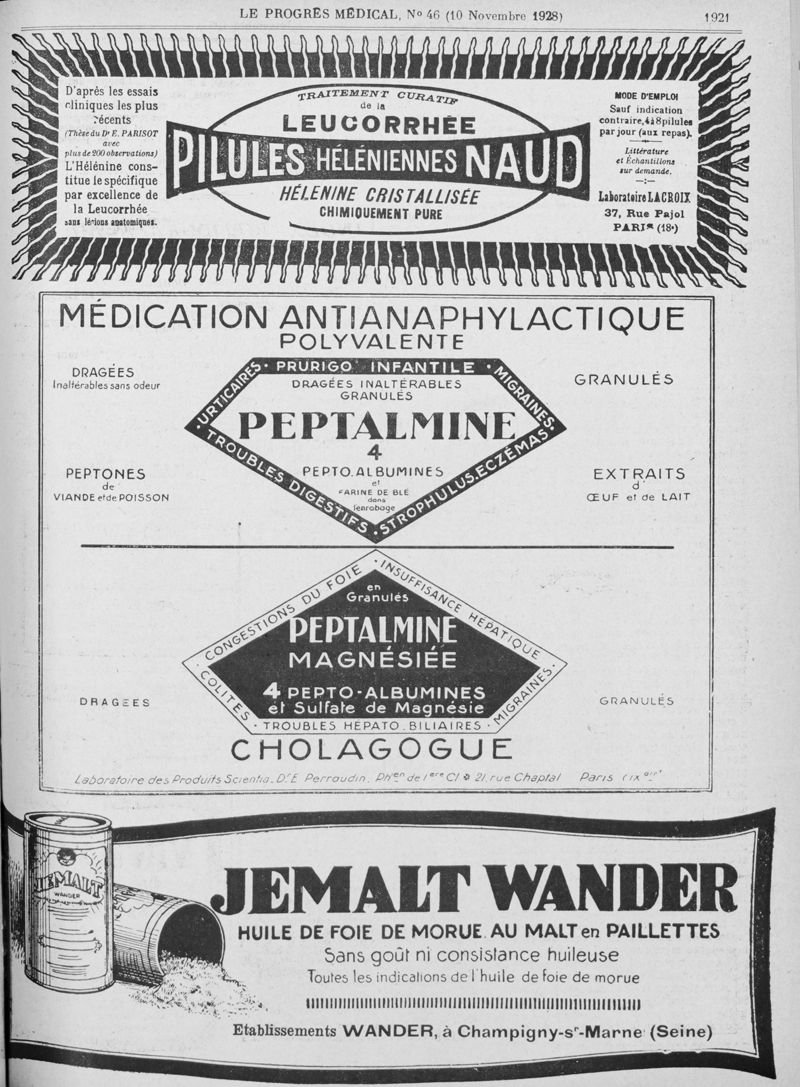 LE PROGRÈS MÉDICAL, No 46 (10 Novembre 1928)
1921
D'après les essais
cliniques les plus
récents
(Thèse du Dr E. PARISOT
avec
plus de 200 observations)
L'Hélénine cons-
titue le spécifique
par excellence de
la Leucorrhée
sans lésions anatomiques.
TRAITEMENT CURATIF
de la
LEUCORRHÉE
PILULES HÉLÉNIENNES NAUD
HÉLENINE CRISTALLISÉE
CHIMIQUEMENT PURE
MODE D'EMPLOI
Sauf indication
contraire, 4 à 8 pilules
par jour (aux repas).
Littérature
et Échantillons
sur demande.
Laboratoire LACROIX
37, Rue Pajol
PARIS (18e)
MÉDICATION ANTIANAPHYLACTIQUE
POLYVALENTE
DRAGÉES
Inaltérables sans odeur
PEPTONES
de
VIANDE et de POISSON
URTICAIRES · PRURIGO INFANTILE · MIGRAINES
DRAGÉES INALTÉRABLES
GRANULÉS
PEPTALMINE
4
PEPTO.ALBUMINES
et
FARINE DE BLÉ
dans
l'enrobage
TROUBLES DIGESTIFS · STROPHULUS.ECZÉMAS
GRANULÉS
EXTRAITS
d'
ŒUF et de LAIT
CONGESTIONS DU FOIE · INSUFFISANCE HÉPATIQUE
en
Granulés
PEPTALMINE
MAGNÉSIÉE
4 PEPTO-ALBUMINES
et Sulfate de Magnésie
COLITES · TROUBLES HÉPATO.BILIAIRES · MIGRAINES
DRAGEES
GRANULÉS
CHOLAGOGUE
Laboratoire des Produits Scientia. Dr E. Perraudin. Phen de 1ère Cl 21, rue Chaptal Paris IXe arrt
JEMALT
WANDER
JEMALT WANDER
HUILE DE FOIE DE MORUE AU MALT en PAILLETTES
Sans goût ni consistance huileuse
Toutes les indications de l'huile de foie de morue
Etablissements WANDER, à Champigny-sr-Marne (Seine)